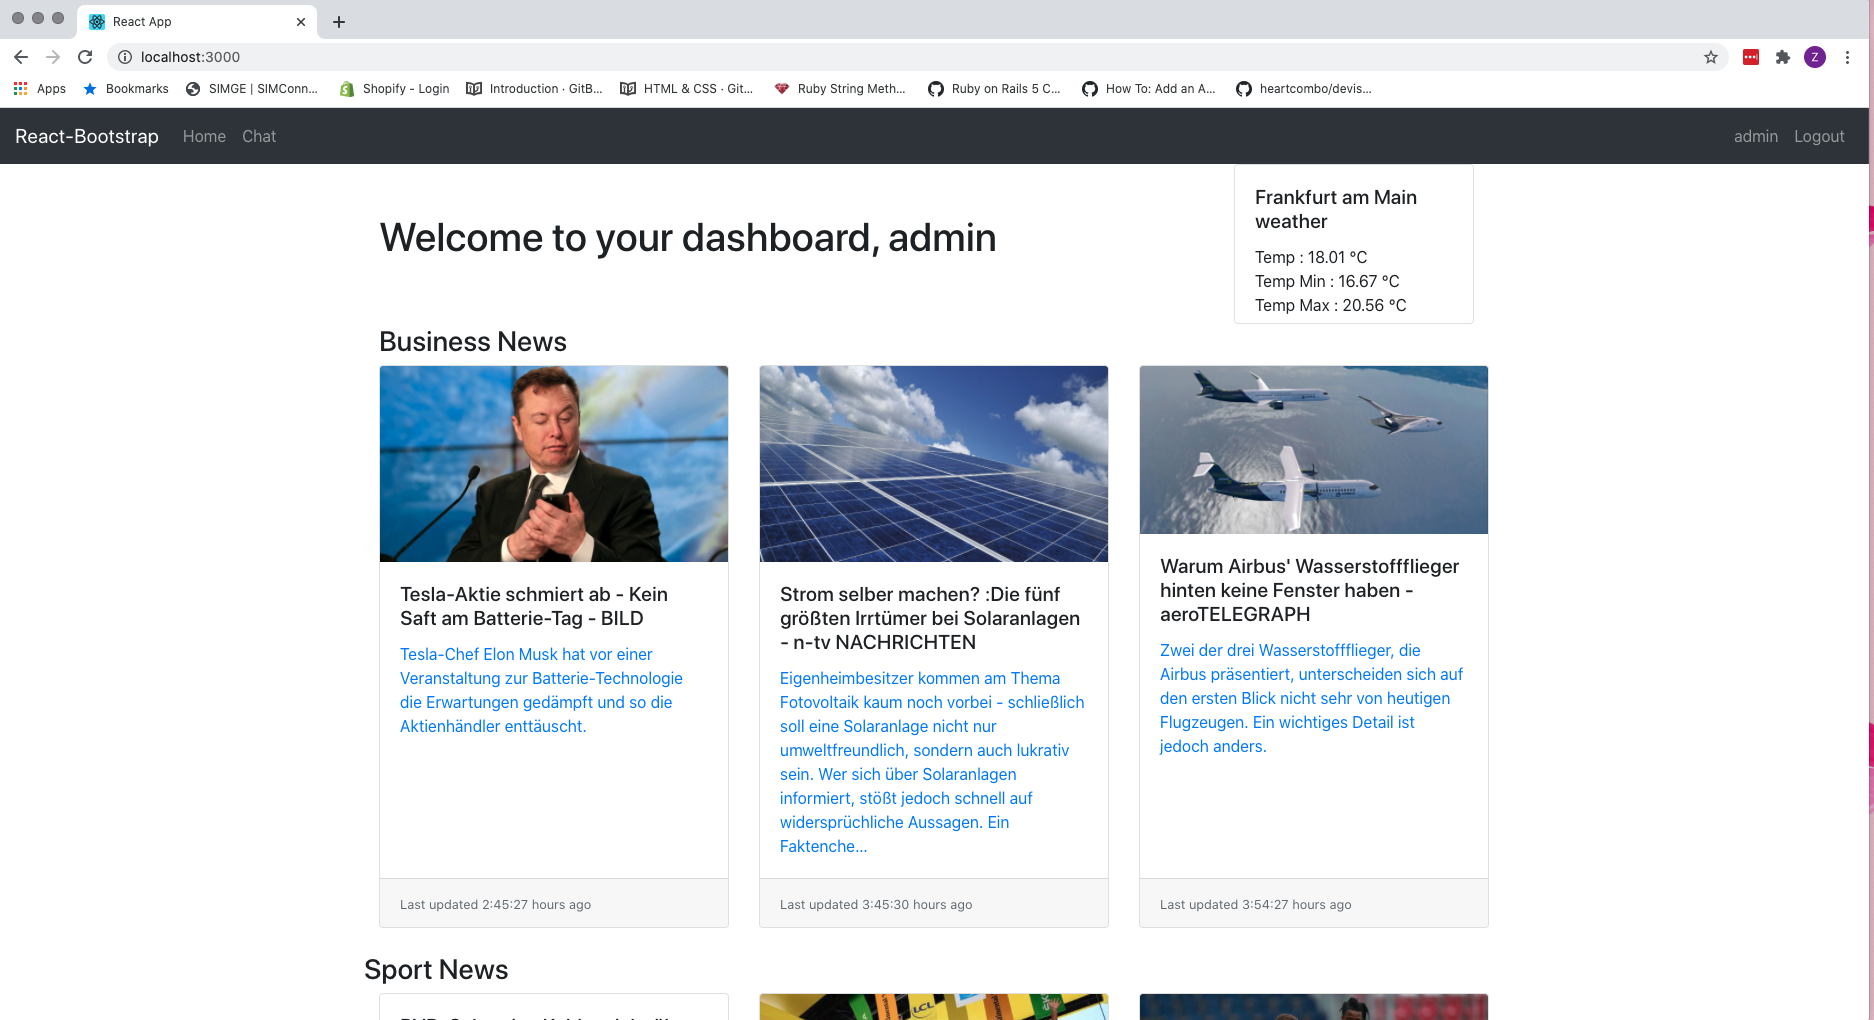 React App
localhost:3000
Z
Apps
Bookmarks
SIMGE | SIMConn...
Shopify - Login
Introduction · GitB...
HTML & CSS · Git...
Ruby String Meth...
Ruby on Rails 5 C...
How To: Add an A...
heartcombo/devis...
React-Bootstrap
Home
Chat
admin
Logout
Welcome to your dashboard, admin
Frankfurt am Main
weather
Temp : 18.01 °C
Temp Min : 16.67 °C
Temp Max : 20.56 °C
Business News
Tesla-Aktie schmiert ab - Kein
Saft am Batterie-Tag - BILD
Tesla-Chef Elon Musk hat vor einer
Veranstaltung zur Batterie-Technologie
die Erwartungen gedämpft und so die
Aktienhändler enttäuscht.
Last updated 2:45:27 hours ago
Strom selber machen? :Die fünf
größten Irrtümer bei Solaranlagen
- n-tv NACHRICHTEN
Eigenheimbesitzer kommen am Thema
Fotovoltaik kaum noch vorbei - schließlich
soll eine Solaranlage nicht nur
umweltfreundlich, sondern auch lukrativ
sein. Wer sich über Solaranlagen
informiert, stößt jedoch schnell auf
widersprüchliche Aussagen. Ein
Faktenche...
Last updated 3:45:30 hours ago
Warum Airbus' Wasserstoffflieger
hinten keine Fenster haben -
aeroTELEGRAPH
Zwei der drei Wasserstoffflieger, die
Airbus präsentiert, unterscheiden sich auf
den ersten Blick nicht sehr von heutigen
Flugzeugen. Ein wichtiges Detail ist
jedoch anders.
Last updated 3:54:27 hours ago
Sport News
LCL